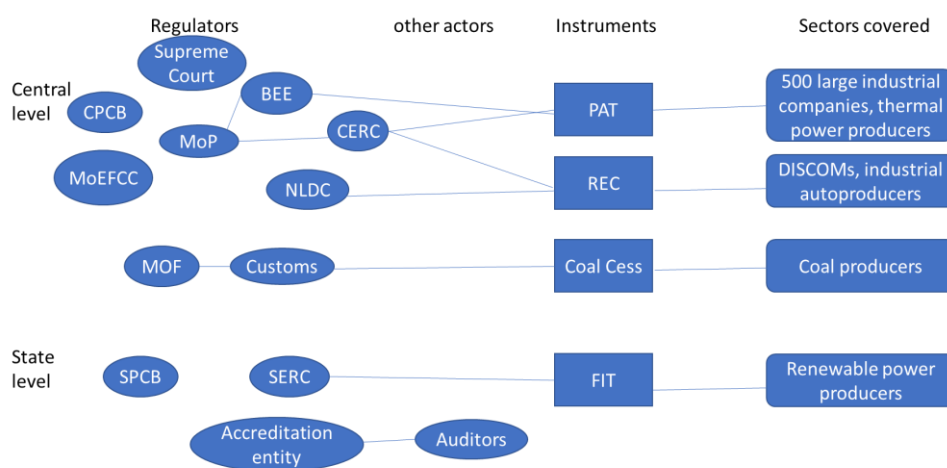 Regulators
other actors
Instruments
Sectors covered
Central
level
Supreme
Court
CPCB
BEE
MoP
CERC
MoEFCC
NLDC
PAT
500 large industrial
companies, thermal
power producers
REC
DISCOMs, industrial
autoproducers
MOF
Customs
Coal Cess
Coal producers
State
level
SPCB
SERC
FIT
Renewable power
producers
Accreditation
entity
Auditors